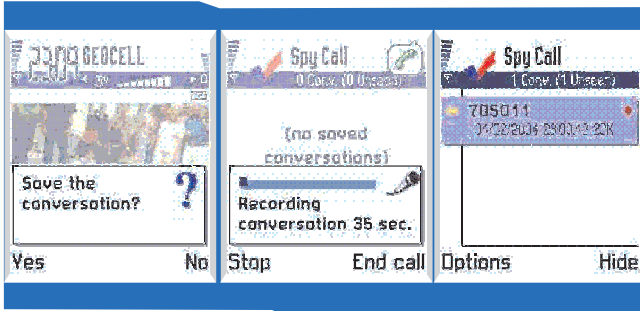 GEOCELL
Save the
conversation?
Yes
No
Spy Call
0 Conv. (0 Unseen)
(no saved
conversations)
Recording
conversation 35 sec.
Stop
End call
Spy Call
1 Conv. (1 Unseen)
705011
Options
Hide